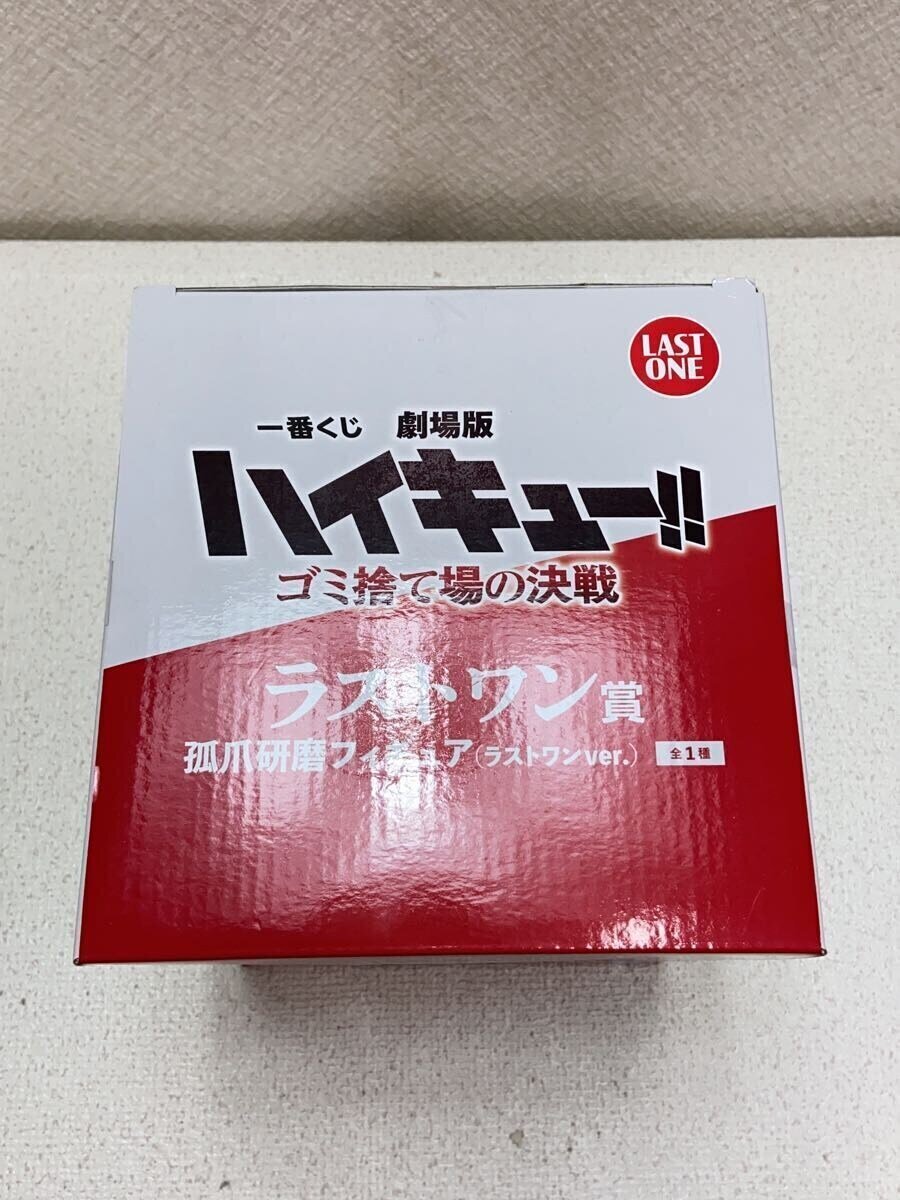 LAST
ONE
一番くじ 劇場版
ハイキュー!!
ゴミ捨て場の決戦
ラストワン賞
孤爪研磨フィギュア(ラストワンver.) 全1種